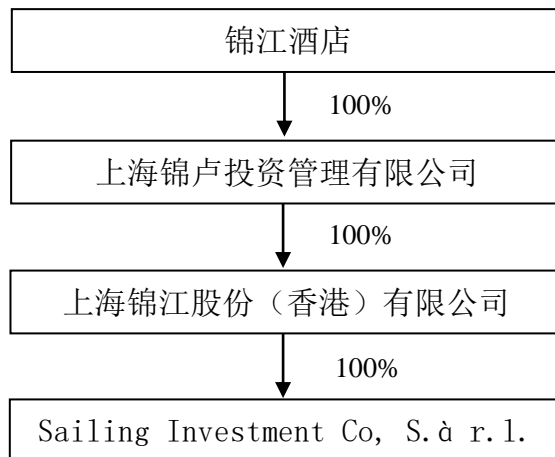 锦江酒店
100%
上海锦卢投资管理有限公司
100%
上海锦江股份（香港）有限公司
100%
Sailing Investment Co, S.à r.l.